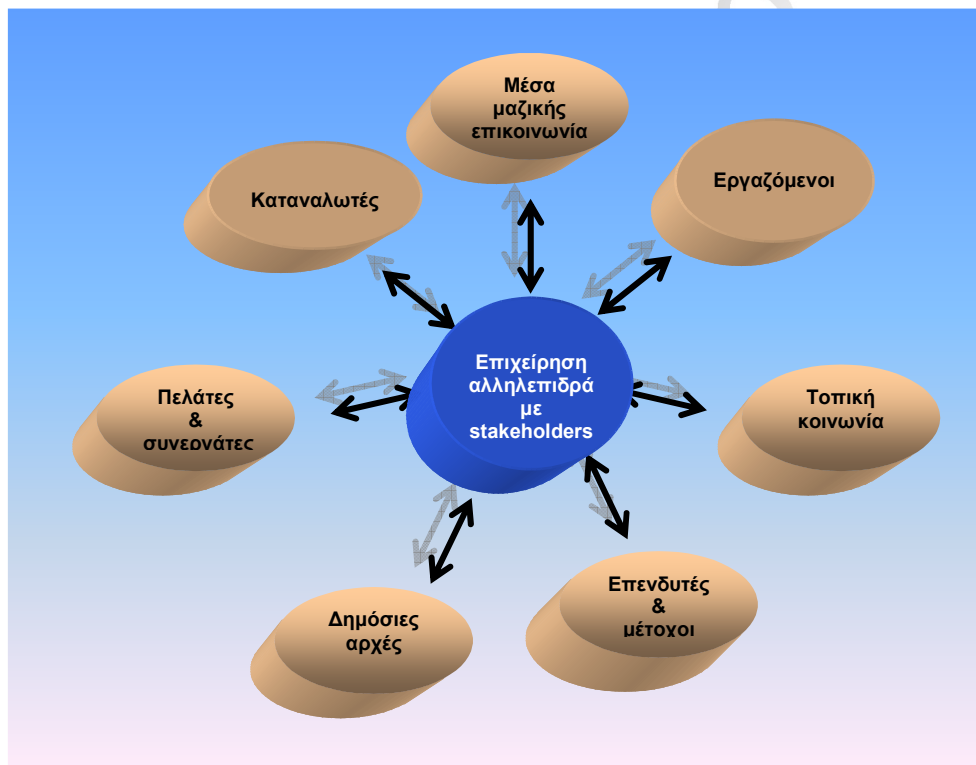 Μέσα
μαζικής
επικοινωνία
Εργαζόμενοι
Καταναλωτές
Επιχείρηση
αλληλεπιδρά
με
stakeholders
Πελάτες
&
συνεργάτες
Τοπική
κοινωνία
Επενδυτές
&
μέτοχοι
Δημόσιες
αρχές